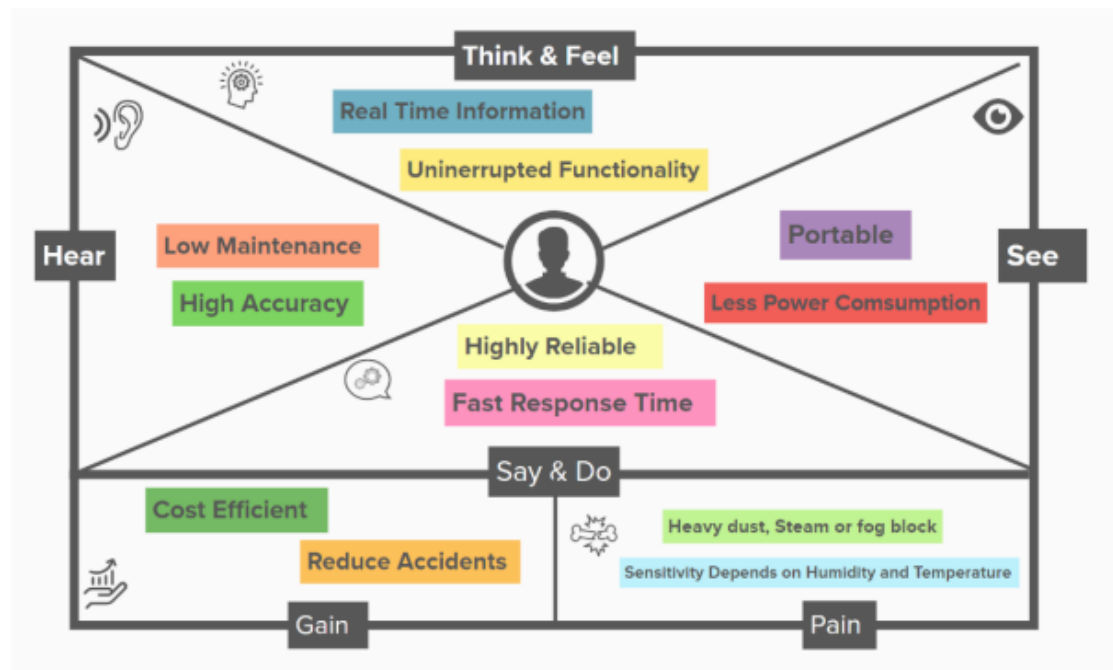 Think & Feel
Real Time Information
Uninerrupted Functionality
Hear
Low Maintenance
High Accuracy
Portable
See
Less Power Comsumption
Highly Reliable
Fast Response Time
Say & Do
Cost Efficient
Reduce Accidents
Gain
Heavy dust, Steam or fog block
Sensitivity Depends on Humidity and Temperature
Pain